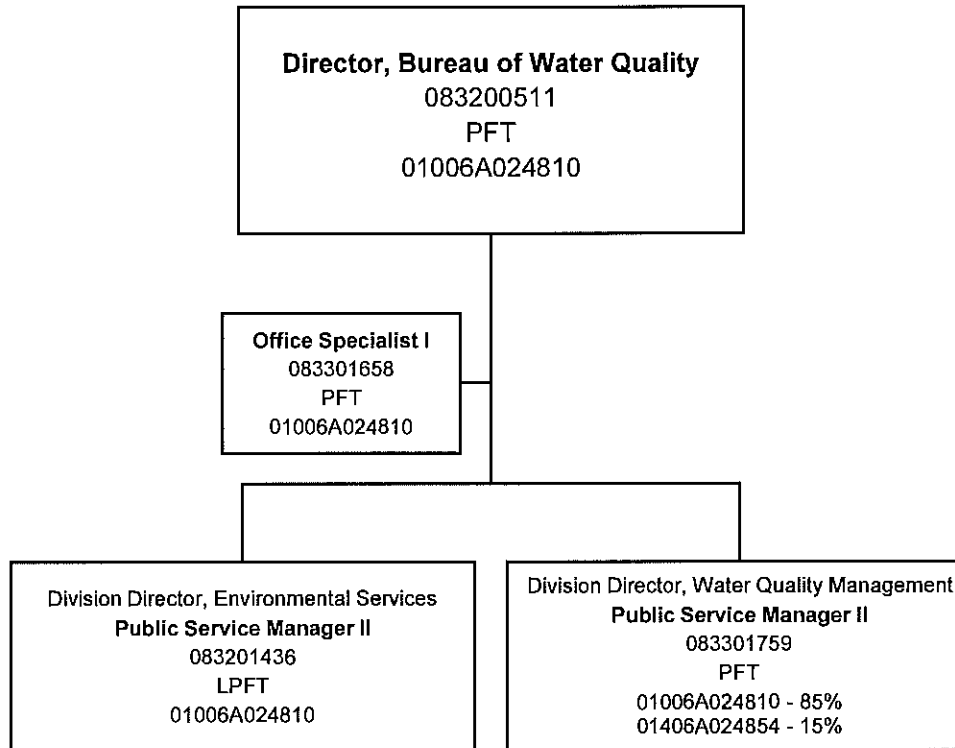 Director, Bureau of Water Quality
083200511
PFT
01006A024810
Office Specialist I
083301658
PFT
01006A024810
Division Director, Environmental Services
Public Service Manager II
083201436
LPFT
01006A024810
Division Director, Water Quality Management
Public Service Manager II
083301759
PFT
01006A024810 - 85%
01406A024854 - 15%